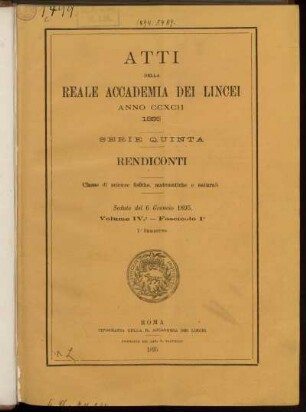 1499
ATTI
DELLA
REALE ACCADEMIA DEI LINCEI
ANNO CCXCII
1895
SERIE QUINTA
RENDICONTI
Classe di scienze fisiche, matematiche e naturali.
Seduta del 6 Gennaio 1895.
Volume IV.° — Fascicolo 1°
1° SEMESTRE
ROMA
TIPOGRAFIA DELLA R. ACCADEMIA DEI LINCEI
1895